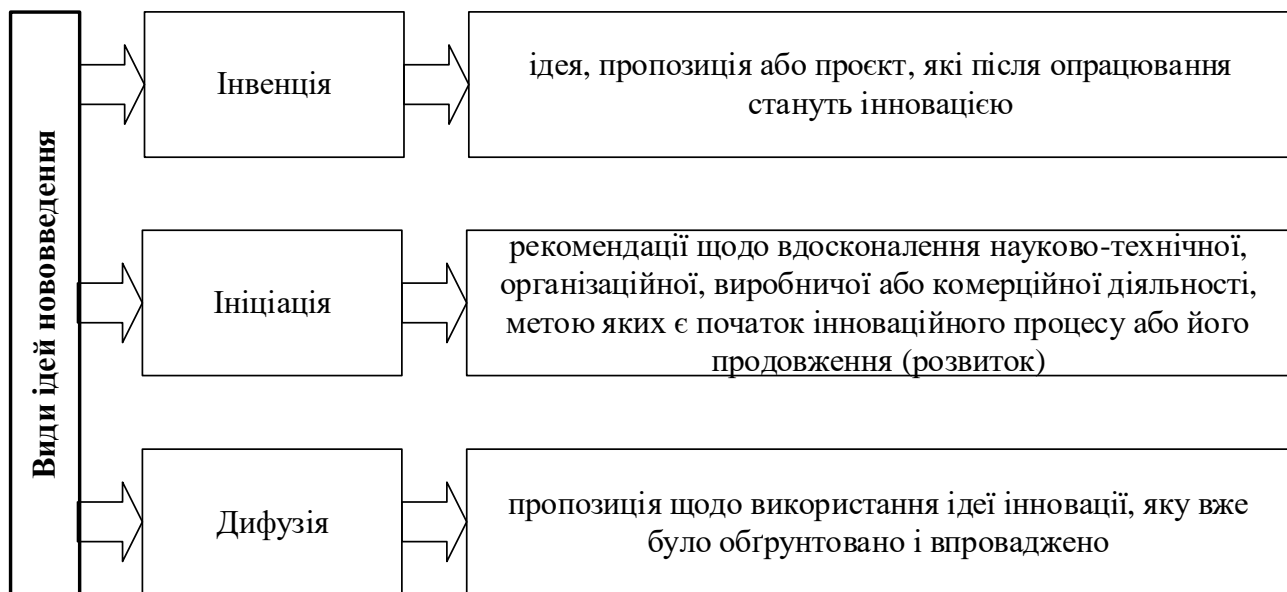 Види ідей нововведення
Інвенція
ідея, пропозиція або проєкт, які після опрацювання
стануть інновацією
Ініціація
рекомендації щодо вдосконалення науково-технічної,
організаційної, виробничої або комерційної діяльності,
метою яких є початок інноваційного процесу або його
продовження (розвиток)
Дифузія
пропозиція щодо використання ідеї інновації, яку вже
було обґрунтовано і впроваджено